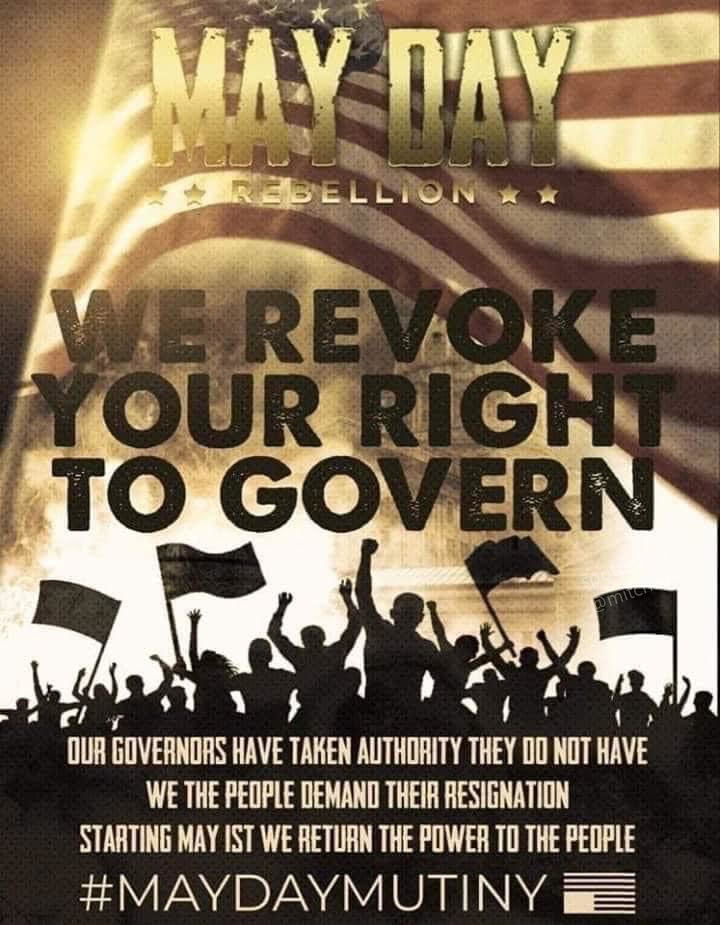 MAY DAY
REBELLION
WE REVOKE
YOUR RIGHT
TO GOVERN
OUR GOVERNORS HAVE TAKEN AUTHORITY THEY DO NOT HAVE
WE THE PEOPLE DEMAND THEIR RESIGNATION
STARTING MAY 1ST WE RETURN THE POWER TO THE PEOPLE
#MAYDAYMUTINY